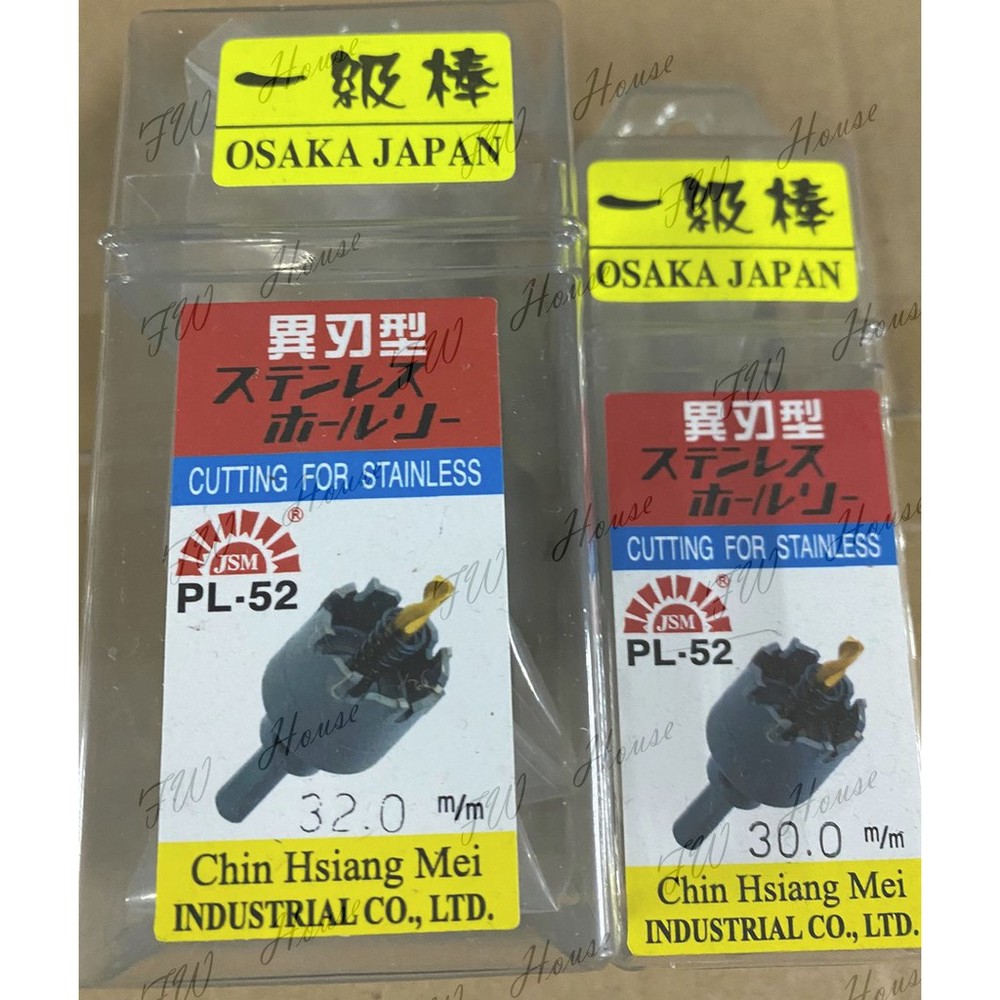 一級棒
OSAKA JAPAN
異刃型
ステンレス
ホールソー
CUTTING FOR STAINLESS
JSM®
PL-52
32.0 m/m
Chin Hsiang Mei
INDUSTRIAL CO., LTD.
一級棒
OSAKA JAPAN
異刃型
ステンレス
ホールソー
CUTTING FOR STAINLESS
JSM®
PL-52
30.0 m/m
Chin Hsiang Mei
INDUSTRIAL CO., LTD.
FW House